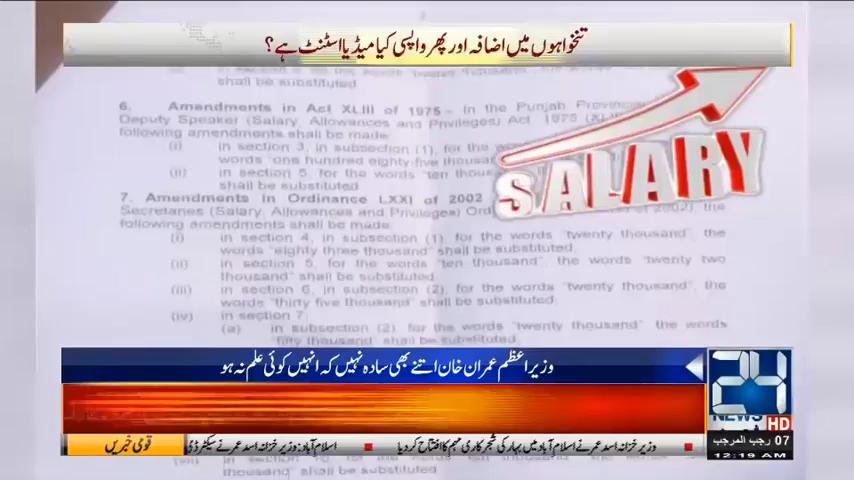 تنخواہوں میں اضافہ اور پھر واپسی کیا میڈیا اسٹنٹ ہے؟
shall be substituted
6. Amendments in Act XLIII of 1975 - In the Punjab
Deputy Speaker (Salary, Allowances and Privileges) Act 1975
following amendments shall be made
(i) in section 3, in subsection (1), for the
words "one hundred eighty five
(ii) in section 5, for the words "ten
shall be substituted
SALARY
7. Amendments in Ordinance LXXI of 2002
Secretaries (Salary, Allowances and Privileges) 2002), the
following amendments shall be made
(i) in section 4, in subsection (1), for the words "twenty thousand", the
words "eighty three thousand" shall be substituted;
(ii) in section 5, for the words "ten thousand", the words "twenty two
thousand" shall be substituted;
(iii) in section 6, in subsection (2), for the words "twenty thousand", the
words "thirty five thousand" shall be substituted;
(iv) in section 7,
(a) in subsection (2), for the words "twenty thousand" the words
"fifty thousand" shall be substituted;
وزیراعظم عمران خان اتنے بھی سادہ نہیں کہ انہیں کوئی علم نہ ہو
24
NEWS HD
07 رجب المرجب
12:19 AM
قومی خبریں
وزیر خزانہ اسد عمر نے اسلام آباد میں بہار کی شجرکاری مہم کا افتتاح کر دیا
اسلام آباد: وزیر خزانہ اسد عمر نے سیکٹر ڈی
thousand" shall be substituted